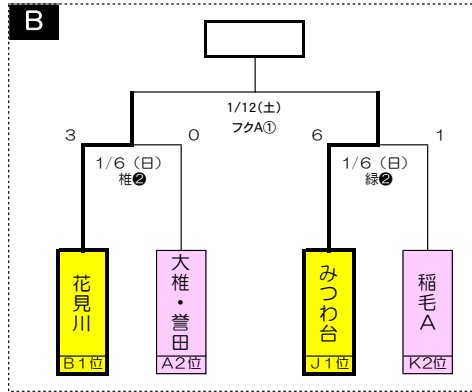 B
1/12(土)
フクA①
3
0
6
1
1/6（日）
椎❷
1/6（日）
緑❷
花見川
大椎・誉田
みつわ台
稲毛A
B1位
A2位
J1位
K2位